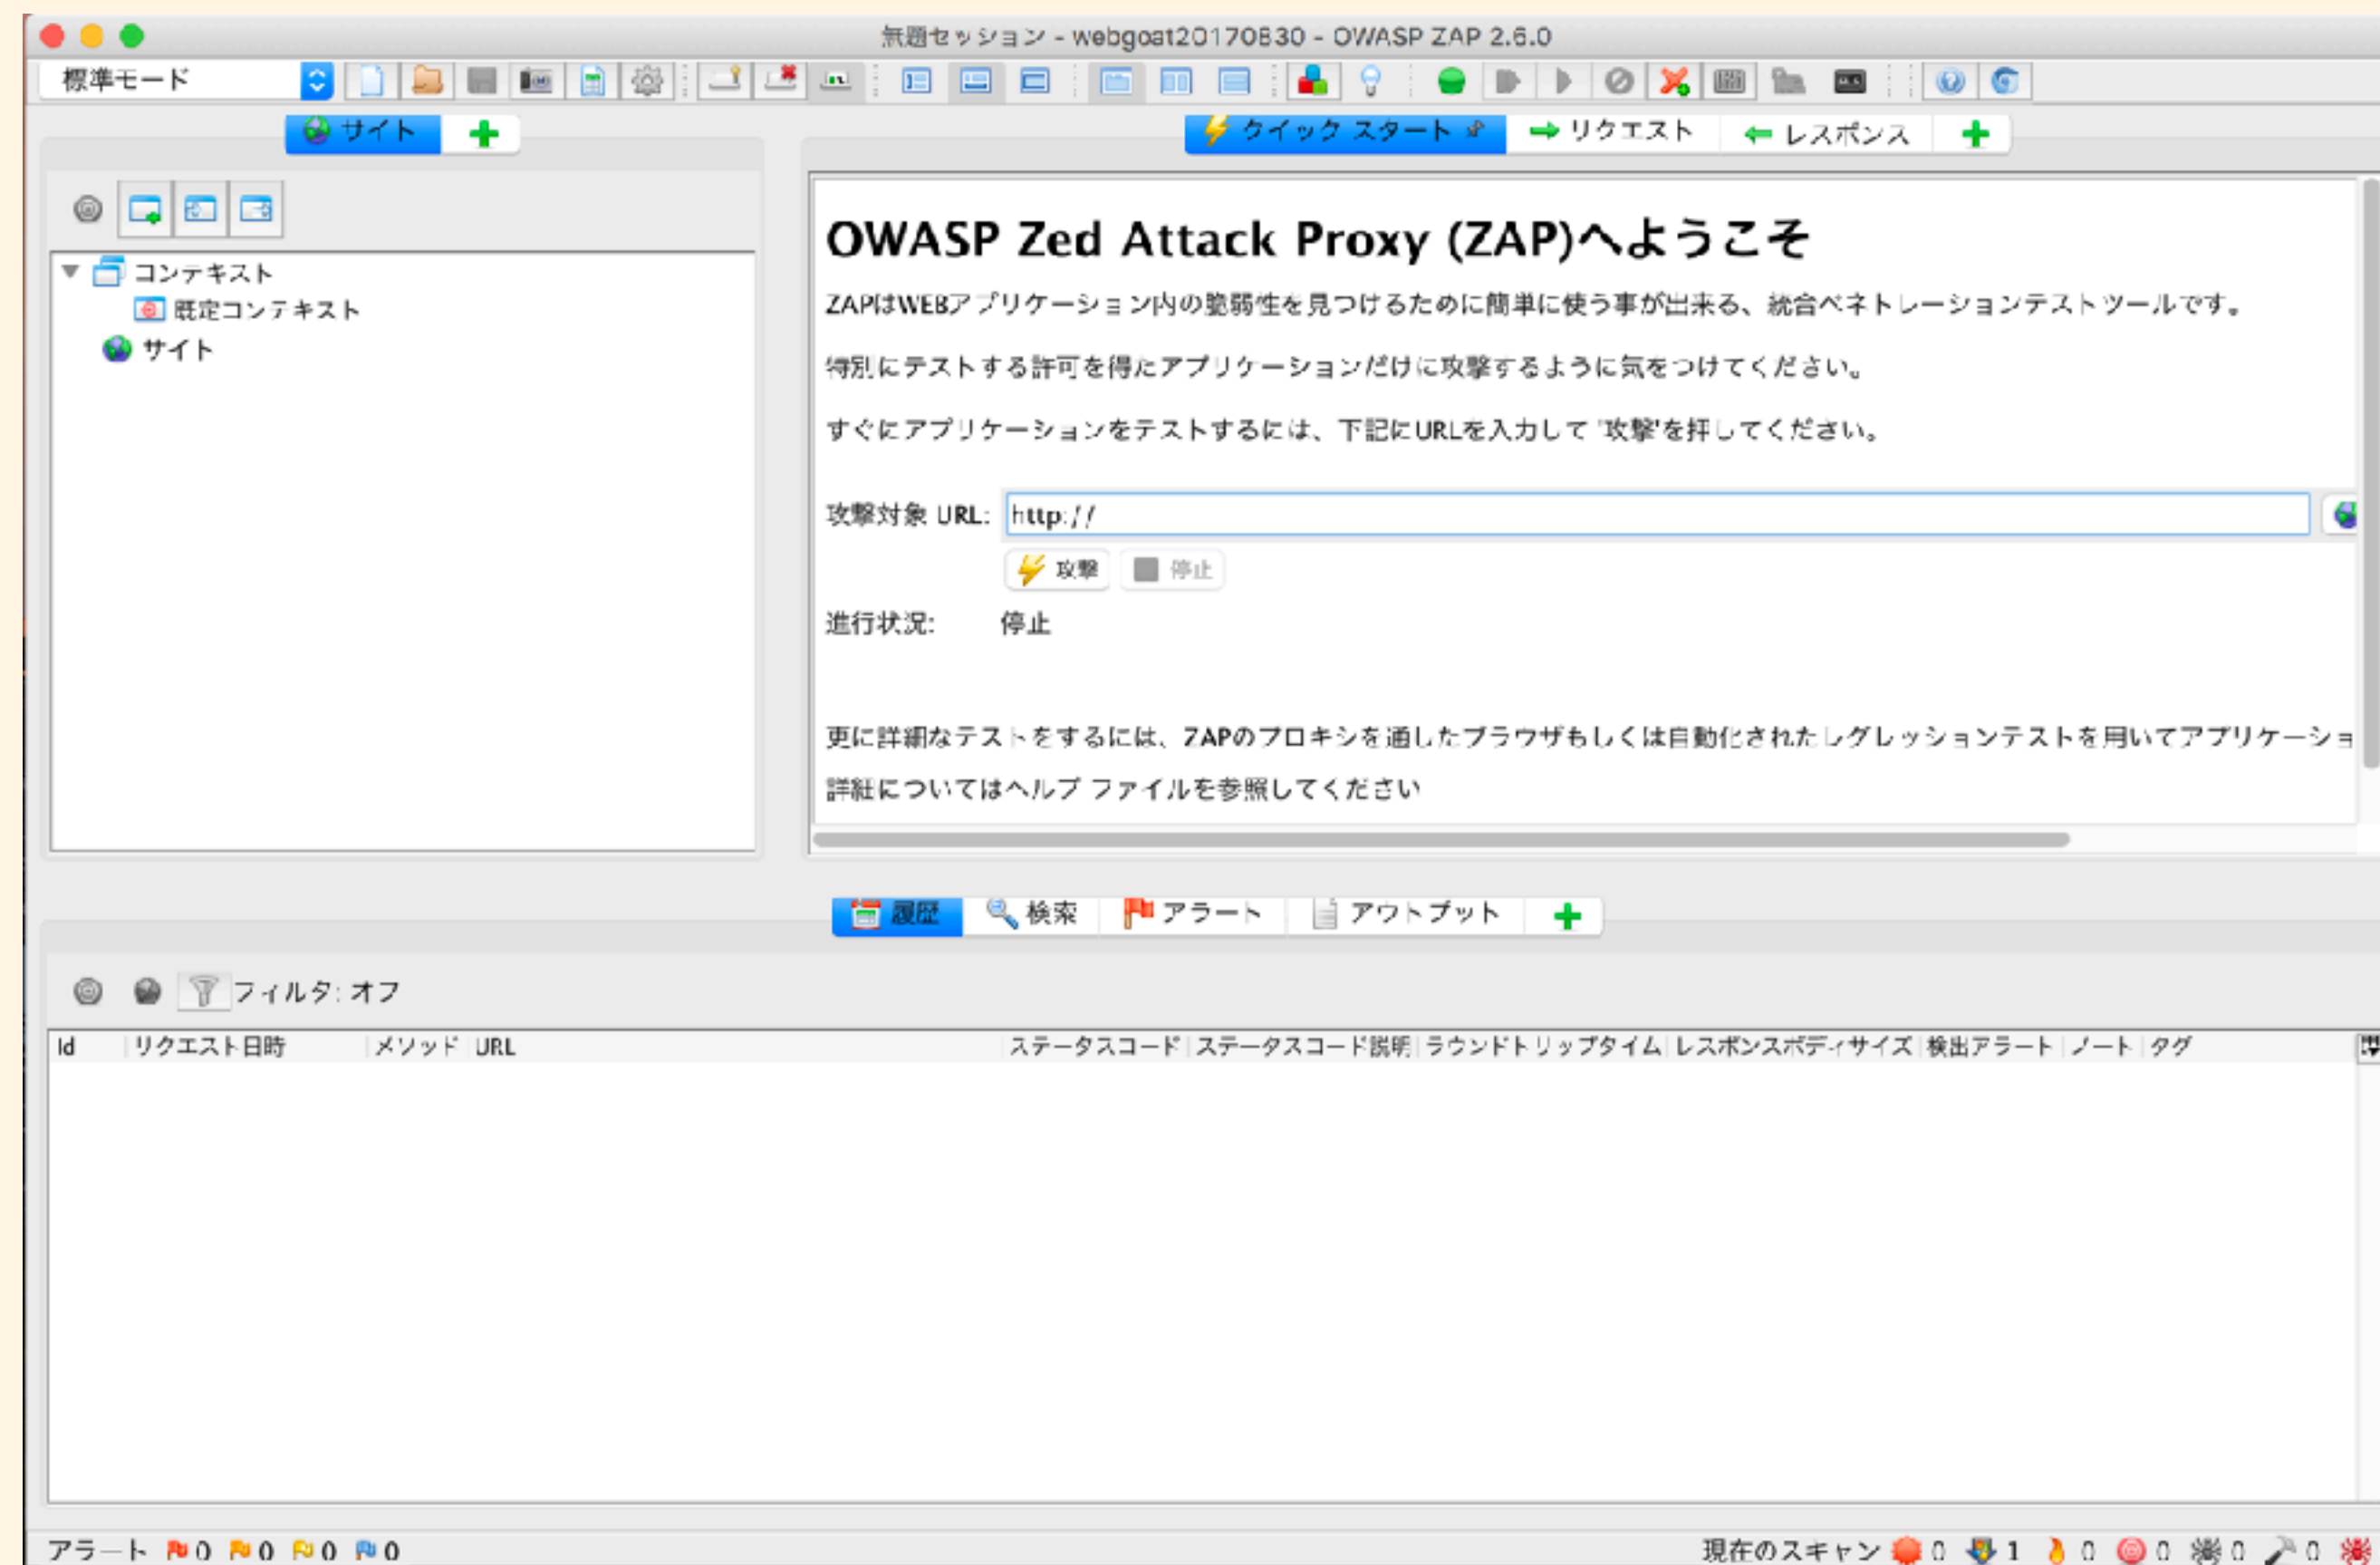 無題セッション - webgoat20170830 - OWASP ZAP 2.6.0
標準モード
サイト
クイック スタート
リクエスト
レスポンス
コンテキスト
既定コンテキスト
サイト
OWASP Zed Attack Proxy (ZAP)へようこそ
ZAPはWEBアプリケーション内の脆弱性を見つけるために簡単に使う事が出来る、統合ペネトレーションテストツールです。
特別にテストする許可を得たアプリケーションだけに攻撃するように気をつけてください。
すぐにアプリケーションをテストするには、下記にURLを入力して '攻撃'を押してください。
攻撃対象 URL: http://
攻撃 停止
進行状況: 停止
更に詳細なテストをするには、ZAPのプロキシを通したブラウザもしくは自動化されたレグレッションテストを用いてアプリケーショ
詳細についてはヘルプ ファイルを参照してください
履歴 検索 アラート アウトプット
フィルタ: オフ
Id リクエスト日時 メソッド URL ステータスコード ステータスコード説明 ラウンドトリップタイム レスポンスボディサイズ 検出アラート ノート タグ
アラート 0 0 0 0
現在のスキャン 0 1 0 0 0 0